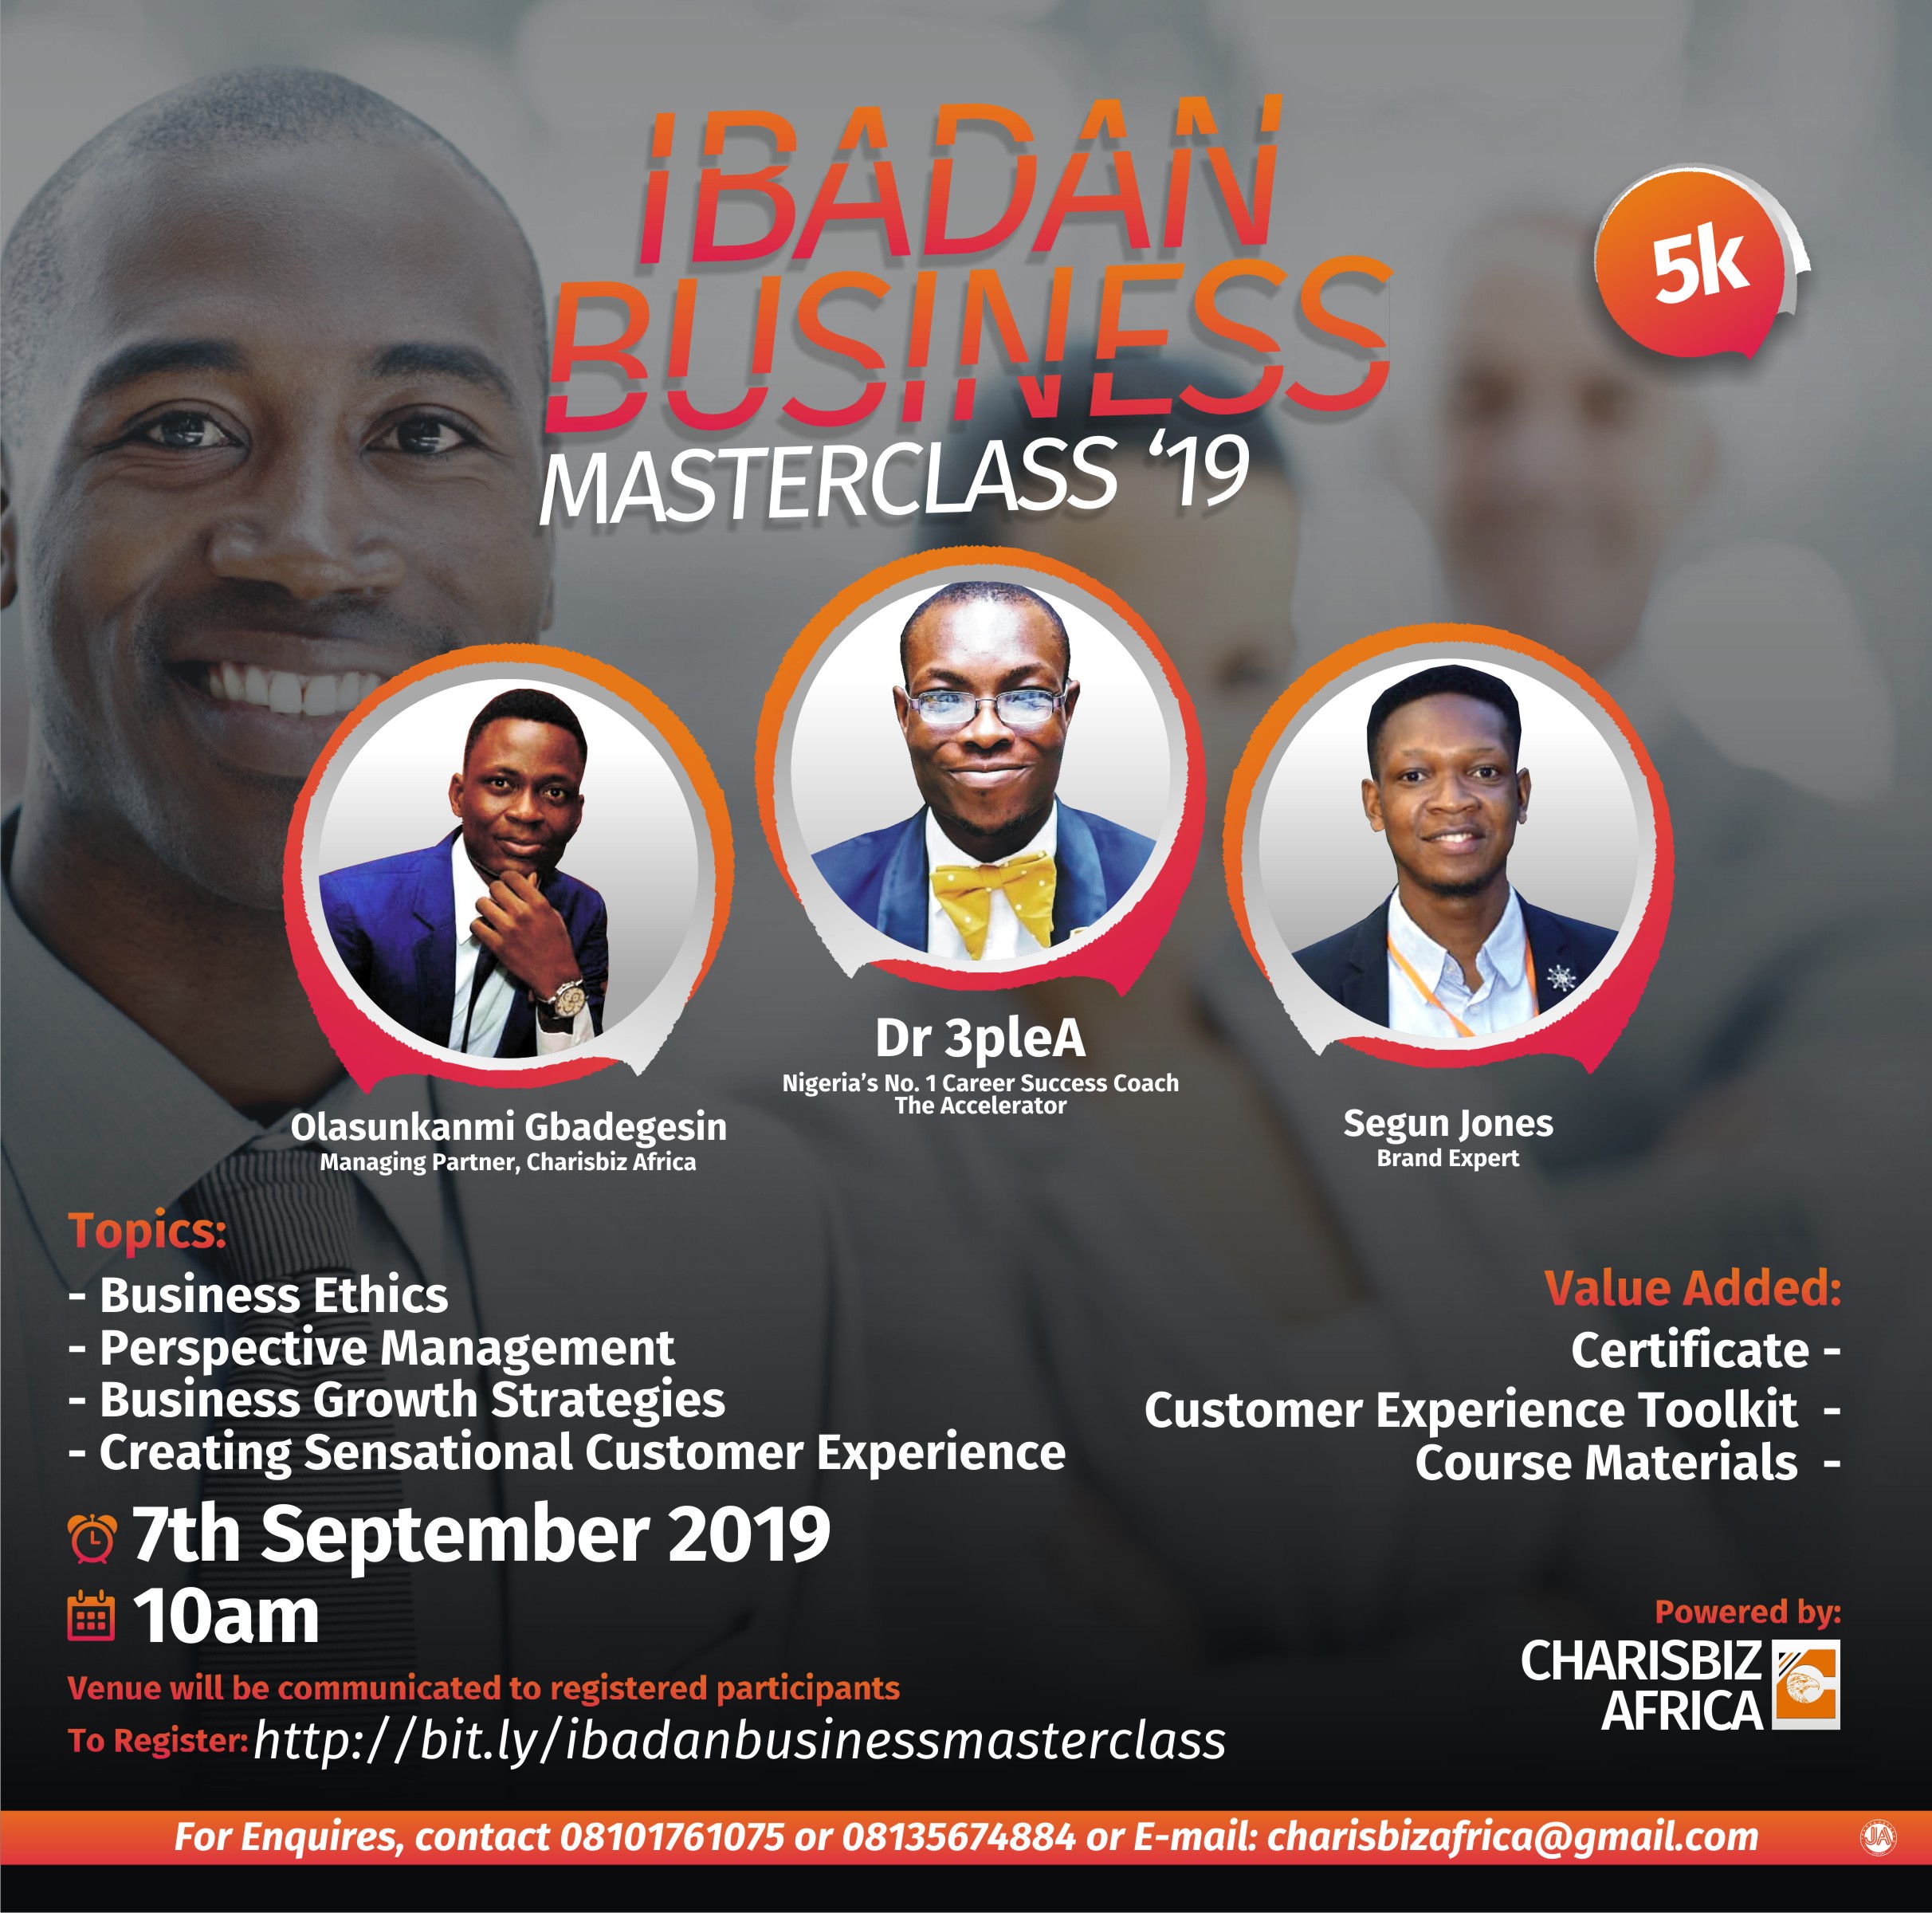 IBADAN
BUSINESS
MASTERCLASS ‘19
5k
Olasunkanmi Gbadegesin
Managing Partner, Charisbiz Africa
Dr 3pleA
Nigeria’s No. 1 Career Success Coach
The Accelerator
Segun Jones
Brand Expert
Topics:
- Business Ethics
- Perspective Management
- Business Growth Strategies
- Creating Sensational Customer Experience
Value Added:
Certificate -
Customer Experience Toolkit -
Course Materials -
7th September 2019
10am
Venue will be communicated to registered participants
To Register: http://bit.ly/ibadanbusinessmasterclass
Powered by:
CHARISBIZ
AFRICA
For Enquires, contact 08101761075 or 08135674884 or E-mail: charisbizafrica@gmail.com
JA